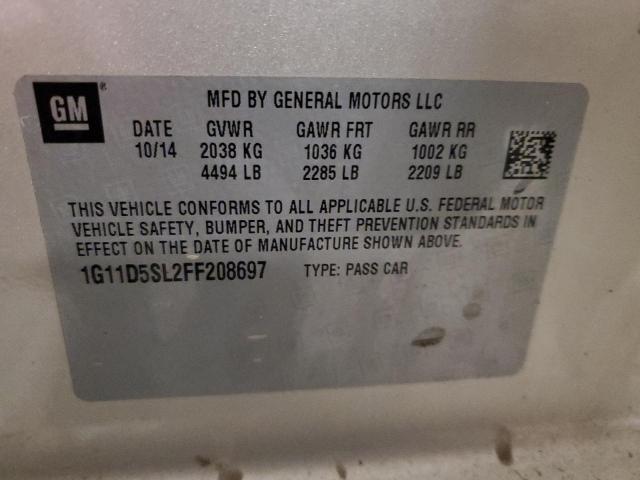 GM ®
MFD BY GENERAL MOTORS LLC
DATE GVWR GAWR FRT GAWR RR
10/14 2038 KG 1036 KG 1002 KG
4494 LB 2285 LB 2209 LB
THIS VEHICLE CONFORMS TO ALL APPLICABLE U.S. FEDERAL MOTOR
VEHICLE SAFETY, BUMPER, AND THEFT PREVENTION STANDARDS IN
EFFECT ON THE DATE OF MANUFACTURE SHOWN ABOVE.
1G11D5SL2FF208697 TYPE: PASS CAR